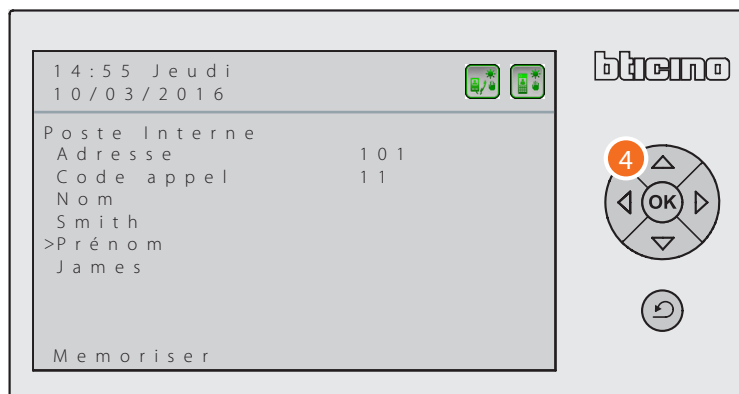 14:55 Jeudi
10/03/2016
bticino
Poste Interne
Adresse 101
Code appel 11
Nom
Smith
>Prénom
James
Memoriser
4
OK